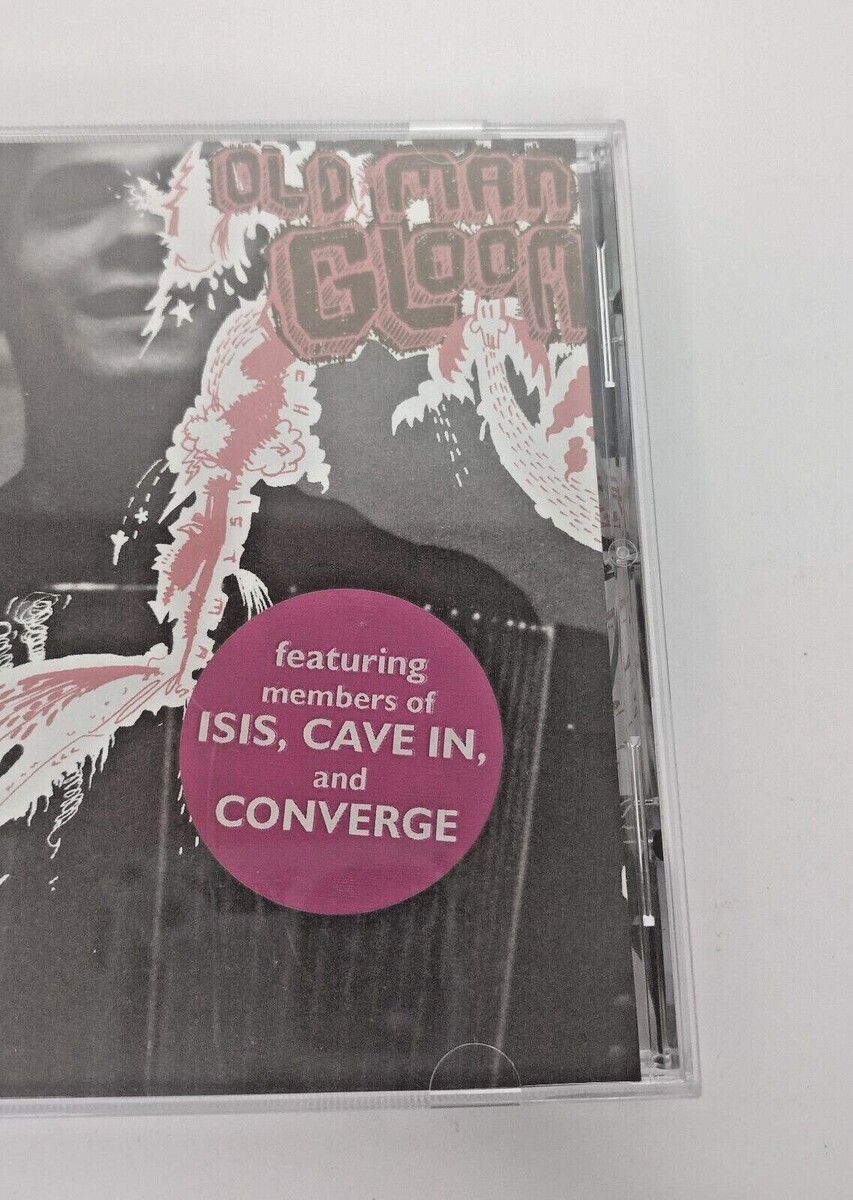 OLD MAN
GLOOM
featuring
members of
ISIS, CAVE IN,
and
CONVERGE